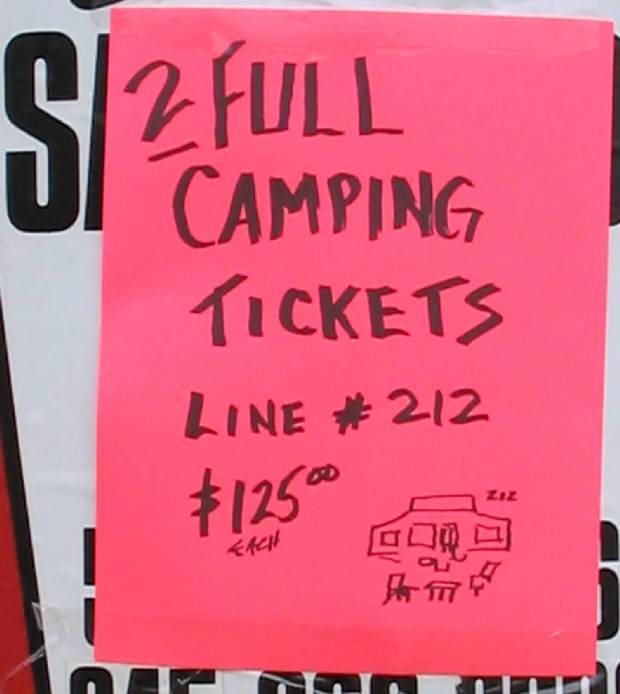 2 FULL
CAMPING
TICKETS
LINE # 212
$125.00
EACH
212